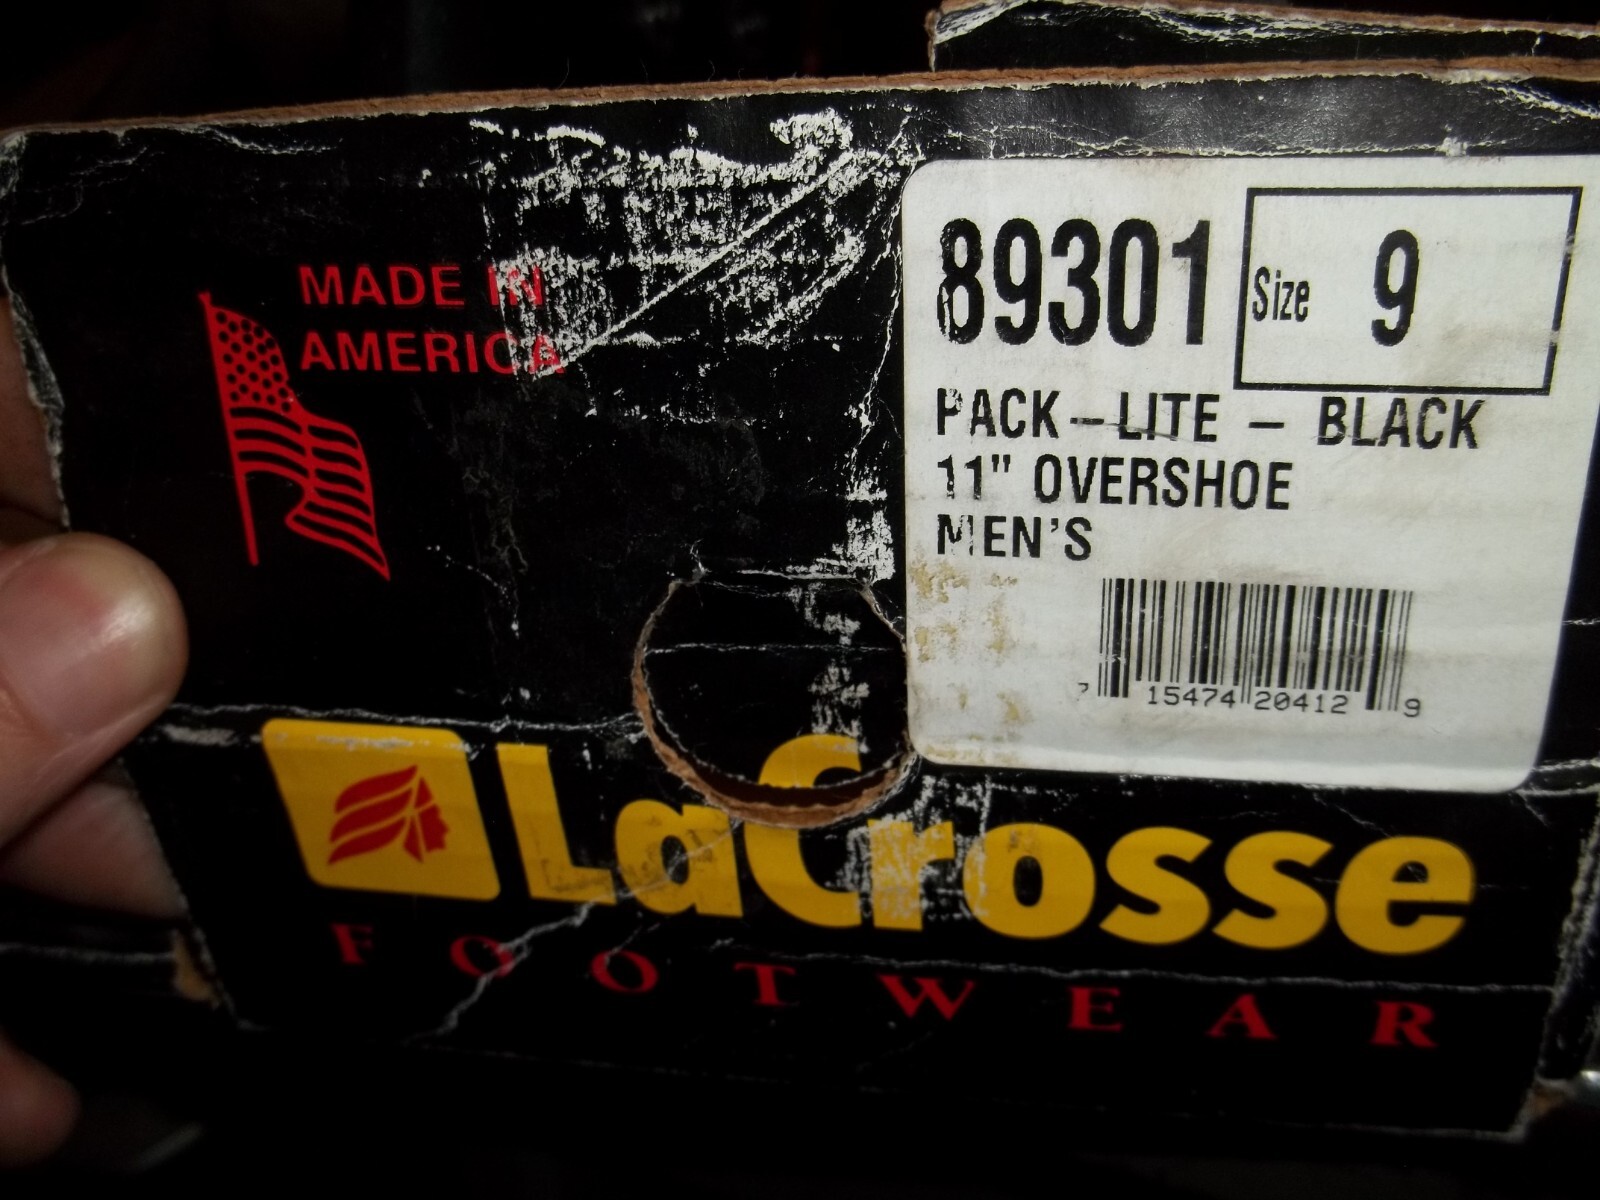 MADE IN
AMERICA
89301
Size 9
PACK-LITE - BLACK
11" OVERSHOE
MEN'S
7 15474 20412 9
LaCrosse
FOOTWEAR